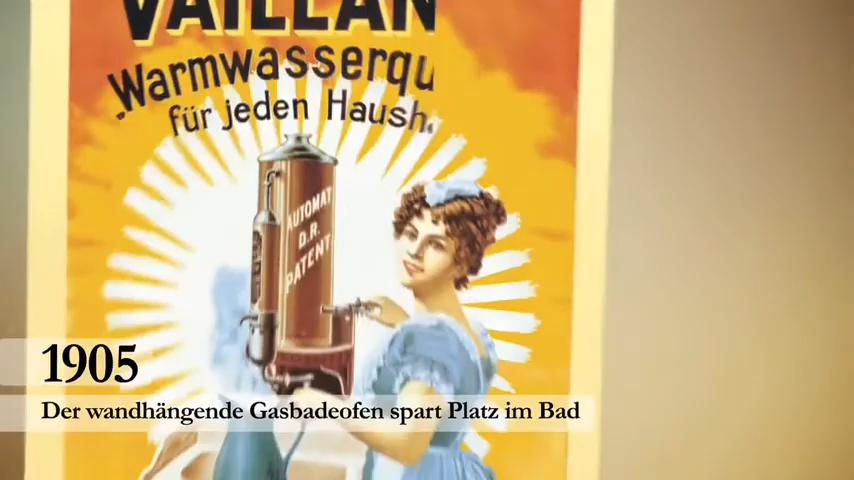 VAILLAN
„Warmwasserqu
für jeden Haush
AUTOMAT
D.R.
PATENT
1905
Der wandhängende Gasbadeofen spart Platz im Bad